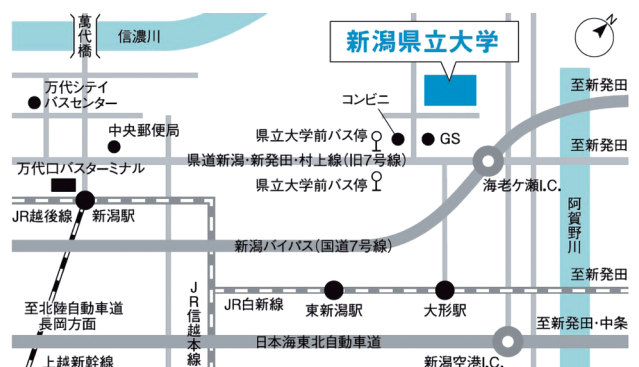 萬代橋
信濃川
新潟県立大学
N
万代シテイ
バスセンター
コンビニ
至新発田
中央郵便局
県立大学前バス停
GS
至新発田
県道新潟・新発田・村上線(旧7号線)
万代口バスターミナル
県立大学前バス停
海老ケ瀬I.C.
JR越後線
新潟駅
阿賀野川
新潟バイパス(国道7号線)
至新発田
JR信越本線
JR白新線
至北陸自動車道
長岡方面
東新潟駅
大形駅
至新発田・中条
日本海東北自動車道
上越新幹線
新潟空港I.C.